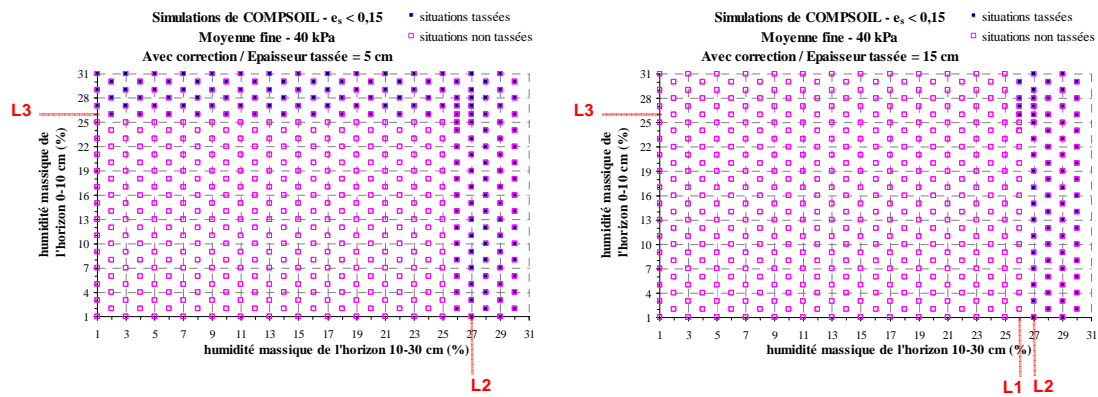 Simulations de COMPSOIL - es < 0,15
Moyenne fine - 40 kPa
Avec correction / Epaisseur tassée = 5 cm
situations tassées
situations non tassées
L3
humidité massique de
l'horizon 0-10 cm (%)
31
28
25
22
19
16
13
10
7
4
1
1 3 5 7 9 11 13 15 17 19 21 23 25 27 29 31
humidité massique de l'horizon 10-30 cm (%)
L2
Simulations de COMPSOIL - es < 0,15
Moyenne fine - 40 kPa
Avec correction / Epaisseur tassée = 15 cm
situations tassées
situations non tassées
L3
humidité massique de
l'horizon 0-10 cm (%)
31
28
25
22
19
16
13
10
7
4
1
1 3 5 7 9 11 13 15 17 19 21 23 25 27 29 31
humidité massique de l'horizon 10-30 cm (%)
L1 L2